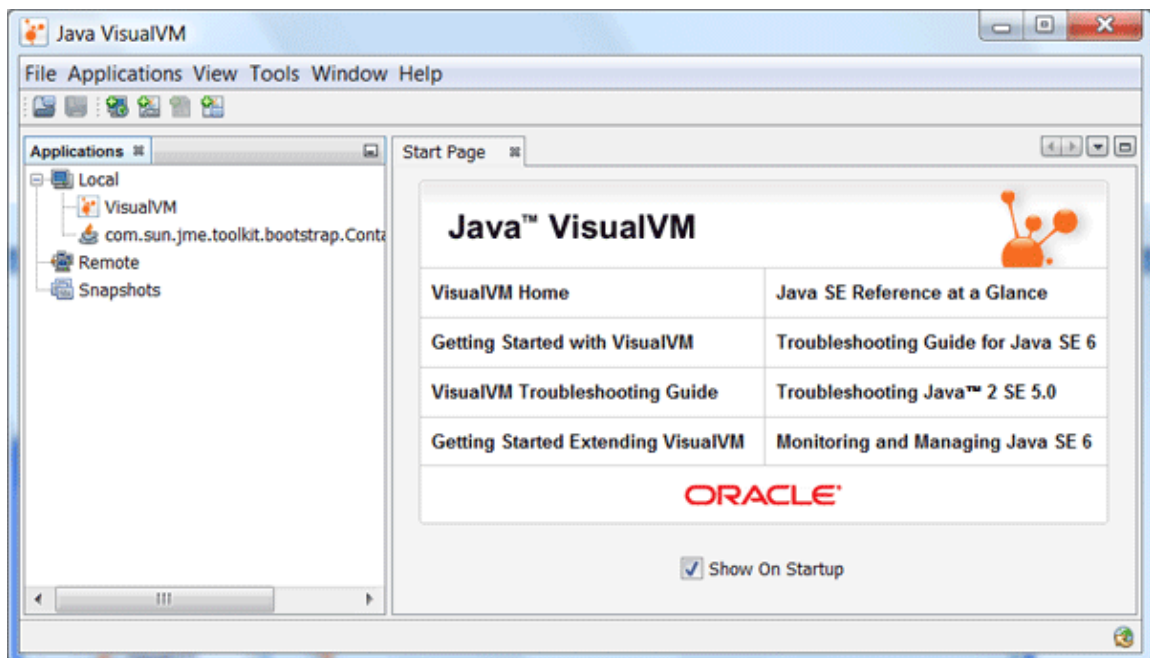 Java VisualVM
File Applications View Tools Window Help
Applications
Start Page
Local
VisualVM
com.sun.jme.toolkit.bootstrap.Conta
Remote
Snapshots
Java™ VisualVM
VisualVM Home
Java SE Reference at a Glance
Getting Started with VisualVM
Troubleshooting Guide for Java SE 6
VisualVM Troubleshooting Guide
Troubleshooting Java™ 2 SE 5.0
Getting Started Extending VisualVM
Monitoring and Managing Java SE 6
ORACLE
Show On Startup